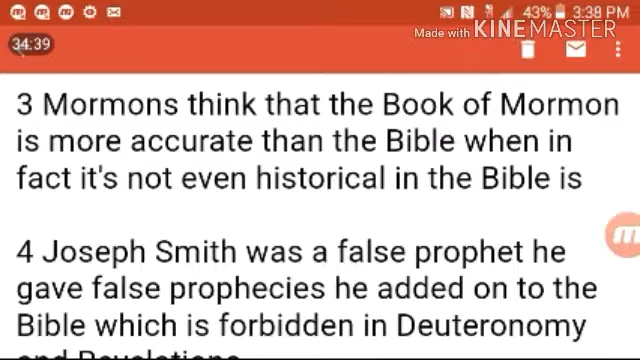 43% 3:38 PM
Made with KINEMASTER
34:39
3 Mormons think that the Book of Mormon
is more accurate than the Bible when in
fact it's not even historical in the Bible is
4 Joseph Smith was a false prophet he
gave false prophecies he added on to the
Bible which is forbidden in Deuteronomy
and Revelations